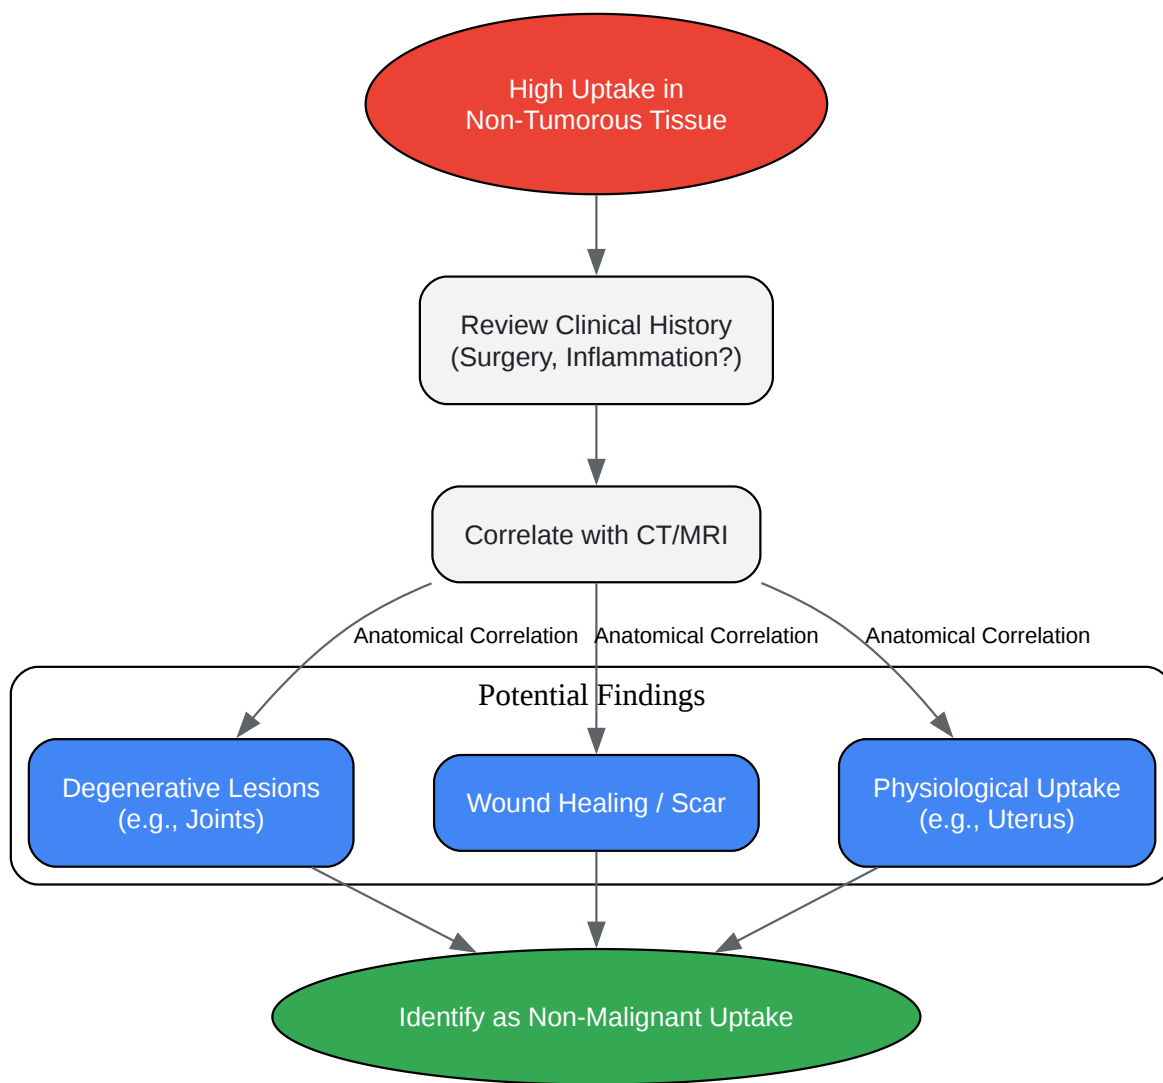 High Uptake in
Non-Tumorous Tissue
Review Clinical History
(Surgery, Inflammation?)
Correlate with CT/MRI
Anatomical Correlation
Anatomical Correlation
Anatomical Correlation
Potential Findings
Degenerative Lesions
(e.g., Joints)
Wound Healing / Scar
Physiological Uptake
(e.g., Uterus)
Identify as Non-Malignant Uptake